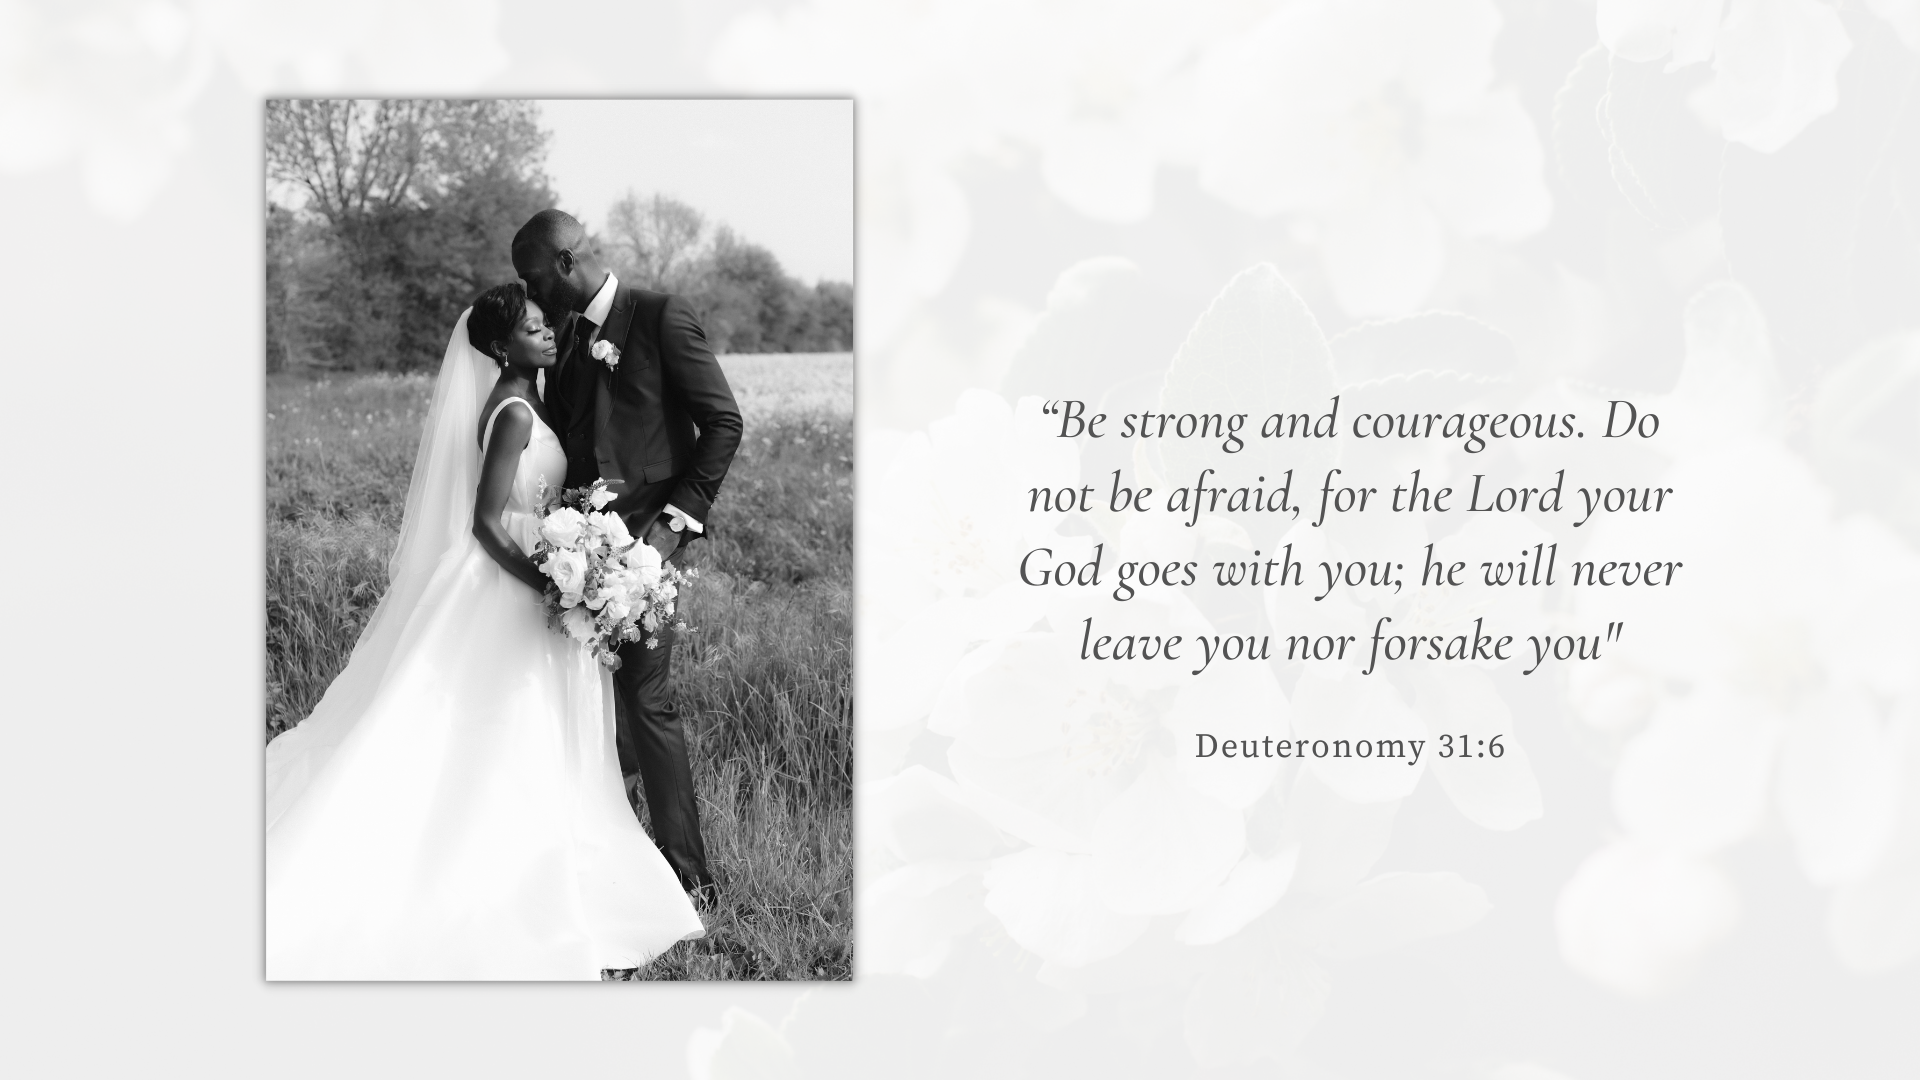 “Be strong and courageous. Do
not be afraid, for the Lord your
God goes with you; he will never
leave you nor forsake you"
Deuteronomy 31:6